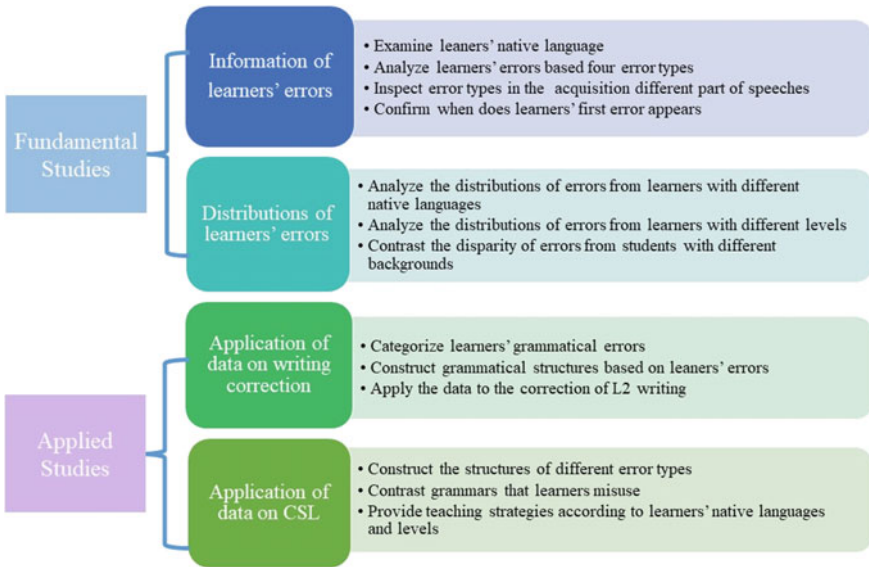 Fundamental
Studies
Information of
learners' errors
• Examine leaners' native language
• Analyze learners' errors based four error types
• Inspect error types in the acquisition different part of speeches
• Confirm when does learners' first error appears
Distributions of
learners' errors
• Analyze the distributions of errors from learners with different
native languages
• Analyze the distributions of errors from learners with different levels
• Contrast the disparity of errors from students with different
backgrounds
Applied
Studies
Application of
data on writing
correction
• Categorize learners' grammatical errors
• Construct grammatical structures based on leaners' errors
• Apply the data to the correction of L2 writing
Application of
data on CSL
• Construct the structures of different error types
• Contrast grammars that learners misuse
• Provide teaching strategies according to learners' native languages
and levels